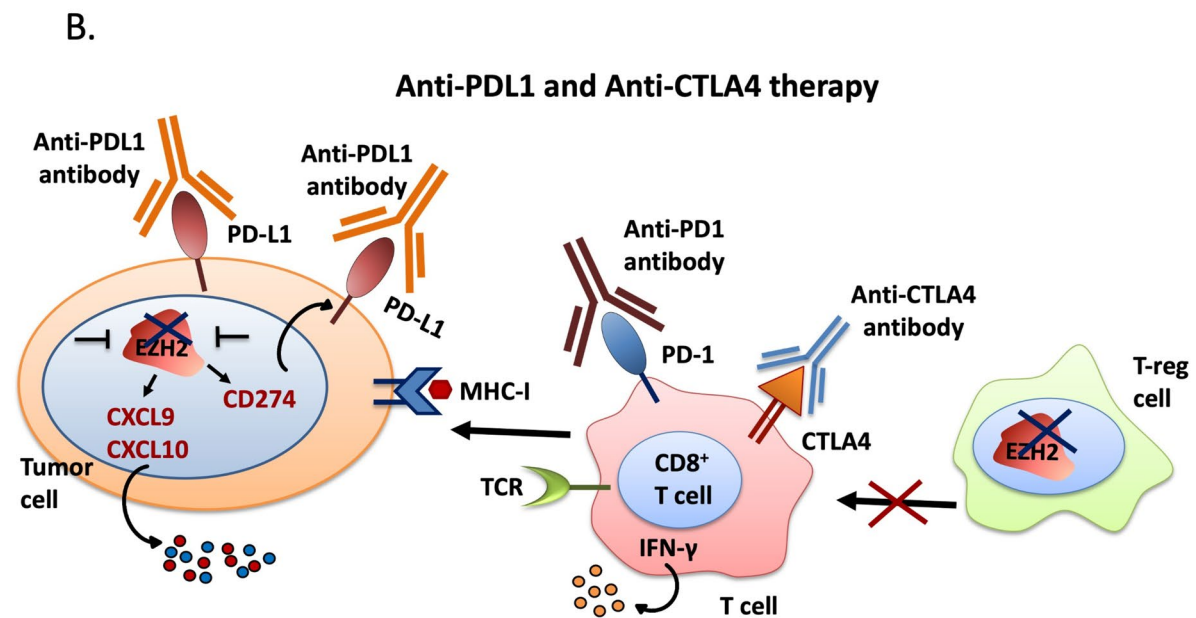 B.
Anti-PDL1 and Anti-CTLA4 therapy
Anti-PDL1
antibody
PD-L1
Anti-PDL1
antibody
PD-L1
EZH2
CXCL9
CXCL10
CD274
Tumor
cell
MHC-I
Anti-PD1
antibody
PD-1
Anti-CTLA4
antibody
CTLA4
TCR
CD8⁺
T cell
IFN-γ
T cell
T-reg
cell
EZH2